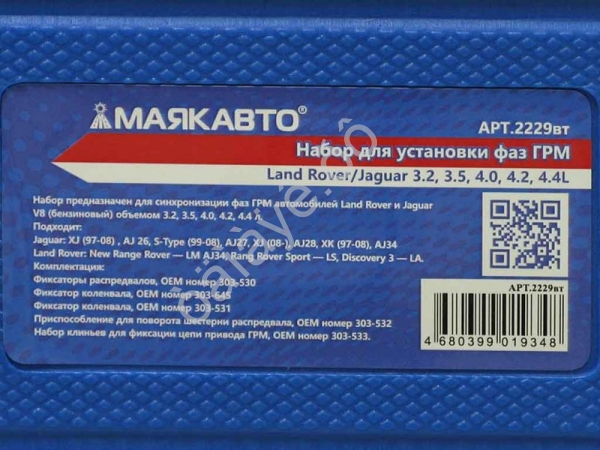 МАЯКАВТО®
АРТ.2229вт
Набор для установки фаз ГРМ
Land Rover/Jaguar 3.2, 3.5, 4.0, 4.2, 4.4L
Набор предназначен для синхронизации фаз ГРМ автомобилей Land Rover и Jaguar
V8 (бензиновый) объемом 3.2, 3.5, 4.0, 4.2, 4.4 л.
Подходит:
Jaguar: XJ (97-08) , AJ 26, S-Type (99-08), AJ27, XJ (08-), AJ28, XK (97-08), AJ34
Land Rover: New Range Rover — LM AJ34, Rang Rover Sport — LS, Discovery 3 — LA.
Комплектация:
Фиксаторы распредвалов, OEM номер 303-530
Фиксатор коленвала, OEM номер 303-645
Фиксатор коленвала, OEM номер 303-531
Приспособление для поворота шестерни распредвала, OEM номер 303-532
Набор клиньев для фиксации цепи привода ГРМ, OEM номер 303-533.
АРТ.2229вт
4 680399 019348